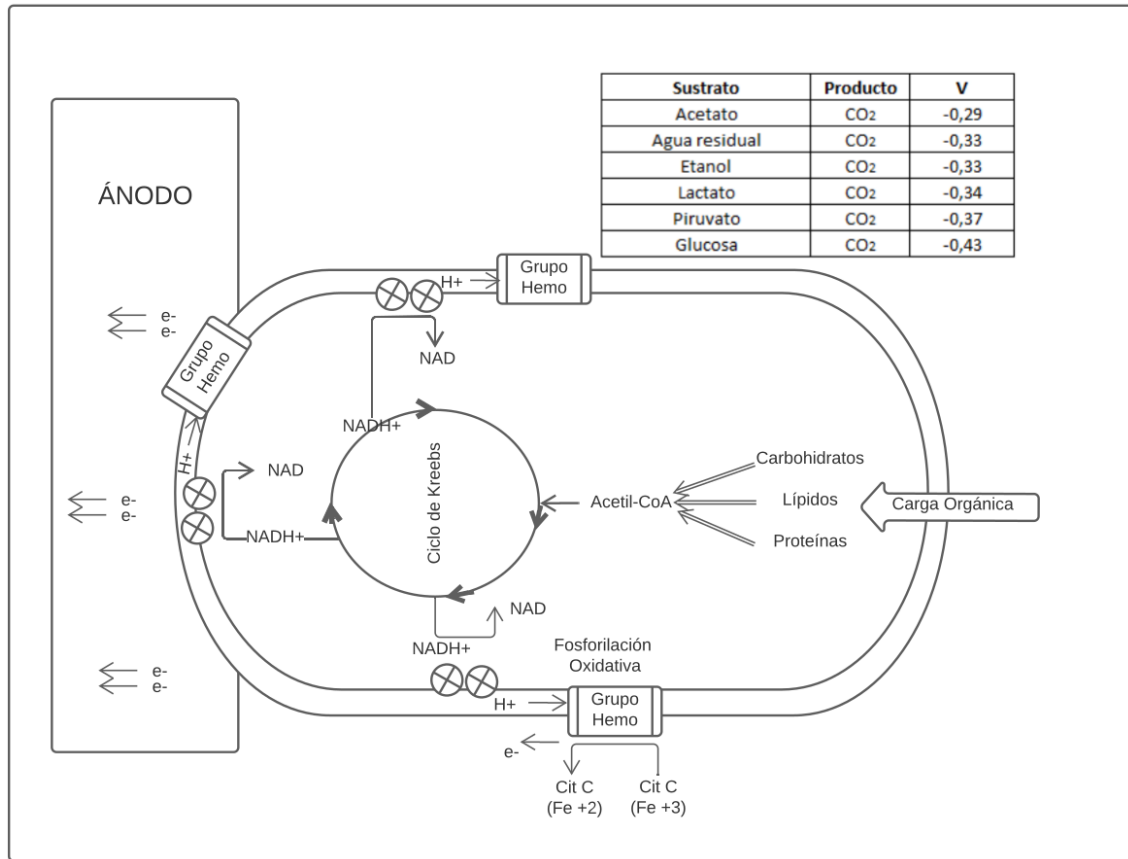 Sustrato Producto V
Acetato CO2 -0,29
Agua residual CO2 -0,33
Etanol CO2 -0,33
Lactato CO2 -0,34
Piruvato CO2 -0,37
Glucosa CO2 -0,43
ÁNODO
H+
Grupo
Hemo
e-
e-
Grupo
Hemo
NAD
NADH+
H+
NAD
Ciclo de Kreebs
Carbohidratos
Acetil-CoA
Lípidos
Carga Orgánica
Proteínas
e-
e-
NADH+
NAD
NADH+
Fosforilación
Oxidativa
e-
e-
H+
Grupo
Hemo
e-
Cit C
(Fe +2)
Cit C
(Fe +3)